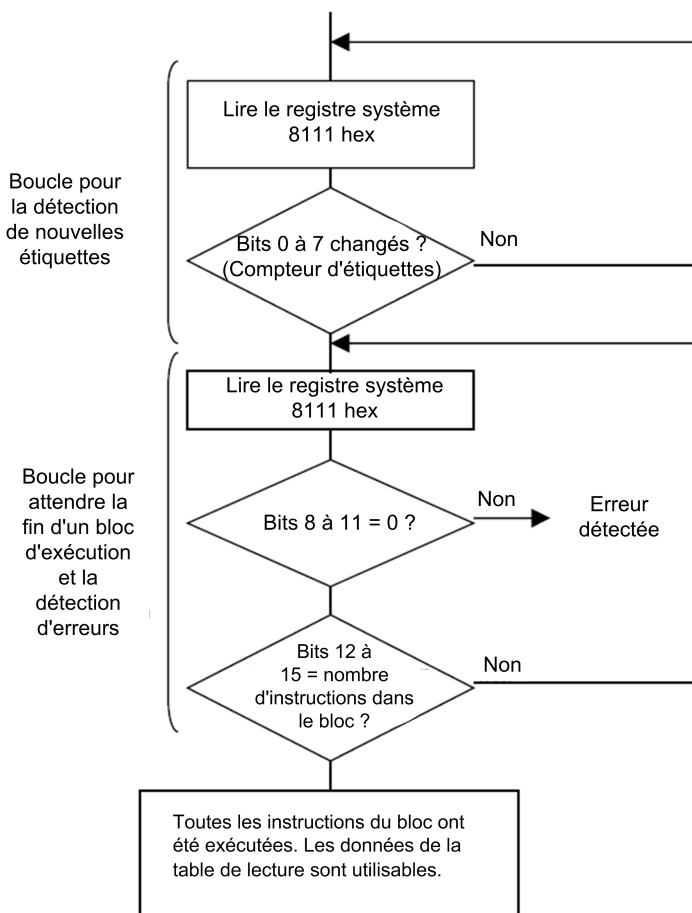 Lire le registre système
8111 hex
Boucle pour
la détection
de nouvelles
étiquettes
Bits 0 à 7 changés ?
(Compteur d'étiquettes)
Non
Lire le registre système
8111 hex
Boucle pour
attendre la
fin d'un bloc
d'exécution
et la
détection
d'erreurs
Bits 8 à 11 = 0 ?
Non
Erreur
détectée
Bits 12 à
15 = nombre
d'instructions dans
le bloc ?
Non
Toutes les instructions du bloc ont
été exécutées. Les données de la
table de lecture sont utilisables.